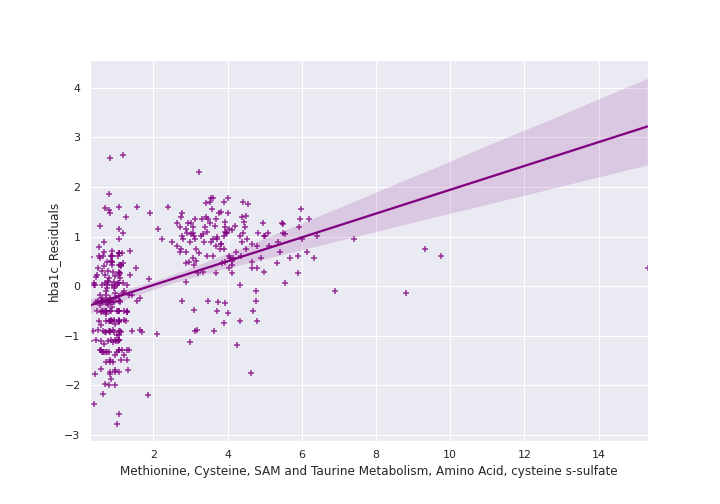 4
3
2
1
0
−1
−2
−3
hba1c_Residuals
2 4 6 8 10 12 14
Methionine, Cysteine, SAM and Taurine Metabolism, Amino Acid, cysteine s-sulfate